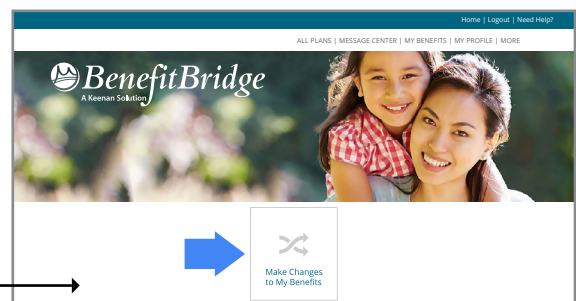 Home | Logout | Need Help?
ALL PLANS | MESSAGE CENTER | MY BENEFITS | MY PROFILE | MORE
BenefitBridge
A Keenan Solution
Make Changes
to My Benefits